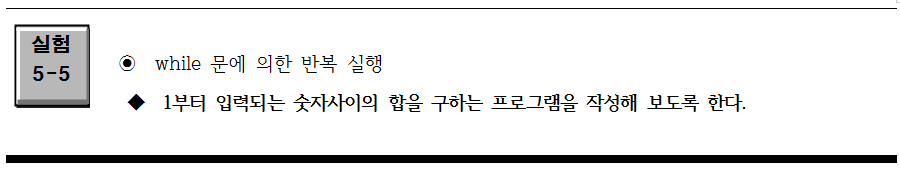 실험
5-5
◉ while 문에 의한 반복 실행
◆ 1부터 입력되는 숫자사이의 합을 구하는 프로그램을 작성해 보도록 한다.